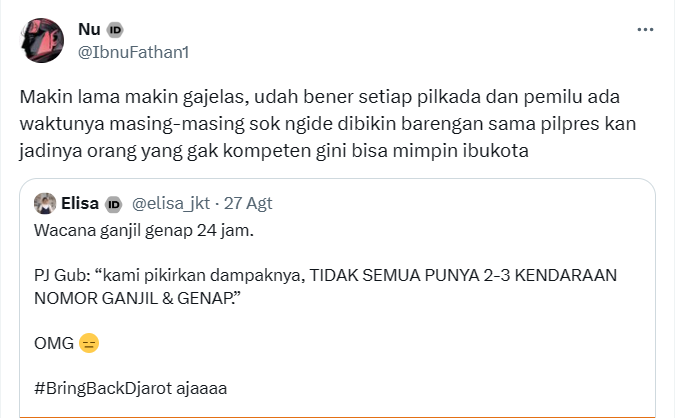 Nu ID
@IbnuFathan1
Makin lama makin gajelas, udah bener setiap pilkada dan pemilu ada
waktunya masing-masing sok ngide dibikin barengan sama pilpres kan
jadinya orang yang gak kompeten gini bisa mimpin ibukota
Elisa ID @elisa_jkt · 27 Agt
Wacana ganjil genap 24 jam.
PJ Gub: “kami pikirkan dampaknya, TIDAK SEMUA PUNYA 2-3 KENDARAAN
NOMOR GANJIL & GENAP.”
OMG 😑
#BringBackDjarot ajaaaa